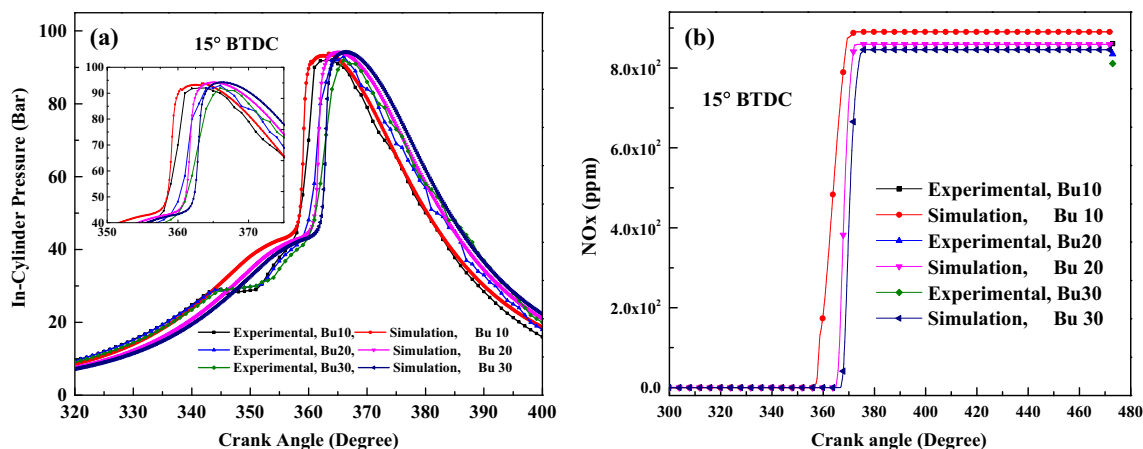 (a)
15° BTDC
100
90
80
70
60
50
40
350
360
370
100
80
60
40
20
0
In-Cylinder Pressure (Bar)
Experimental, Bu10, Simulation, Bu 10
Experimental, Bu20, Simulation, Bu 20
Experimental, Bu30, Simulation, Bu 30
320 330 340 350 360 370 380 390 400
Crank Angle (Degree)
(b)
15° BTDC
8.0x10²
6.0x10²
4.0x10²
2.0x10²
0.0
NOx (ppm)
Experimental, Bu10
Simulation, Bu 10
Experimental, Bu20
Simulation, Bu 20
Experimental, Bu30
Simulation, Bu 30
300 320 340 360 380 400 420 440 460 480
Crank angle (Degree)